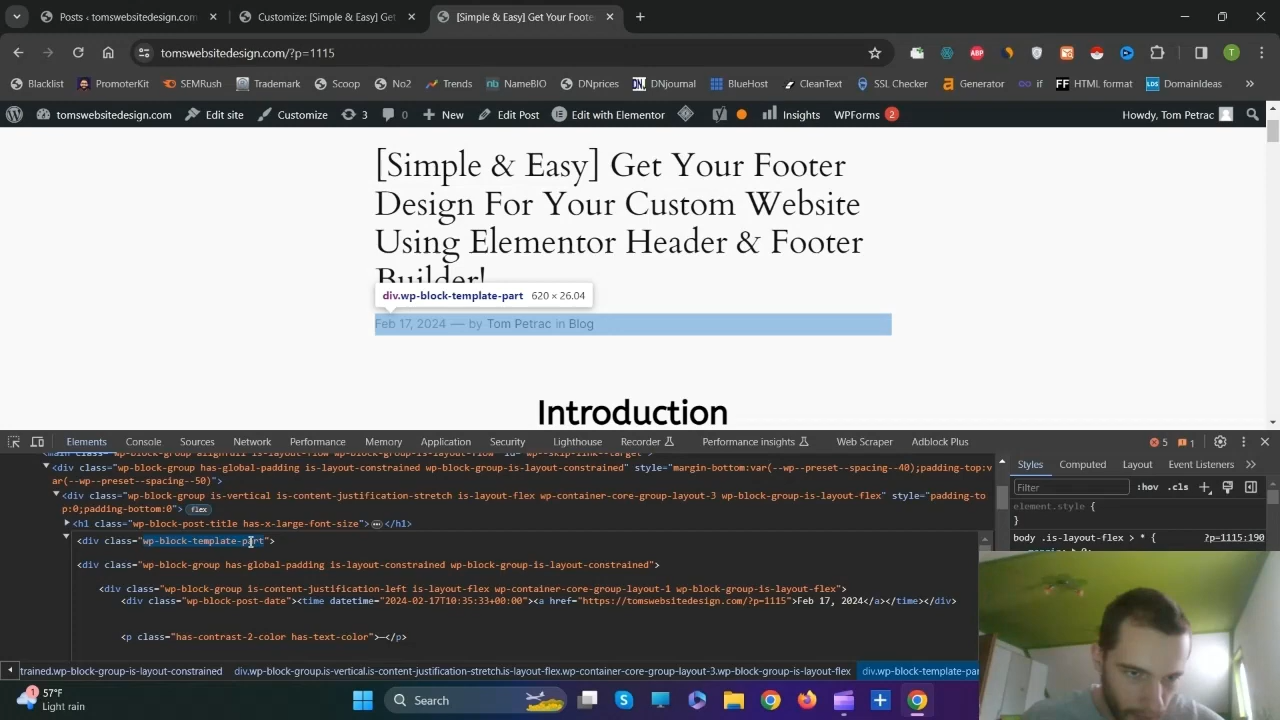 Posts ‹ tomswebsitedesign.com
Customize: [Simple & Easy] Get
[Simple & Easy] Get Your Foote
tomswebsitedesign.com/?p=1115
Blacklist PromoterKit SEMRush Trademark Scoop No2 Trends NameBIO DNprices DNjournal BlueHost CleanText SSL Checker Generator if HTML format DomainIdeas
tomswebsitedesign.com Edit site Customize 3 0 New Edit Post Edit with Elementor Insights WPForms 2 Howdy, Tom Petrac
[Simple & Easy] Get Your Footer
Design For Your Custom Website
Using Elementor Header & Footer
Builder!
div.wp-block-template-part 620 × 26.04
Feb 17, 2024 — by Tom Petrac in Blog
Introduction
Elements Console Sources Network Performance Memory Application Security Lighthouse Recorder Performance insights Web Scraper Adblock Plus 5 1
<div class="wp-block-group has-global-padding is-layout-constrained wp-block-group-is-layout-constrained" style="margin-bottom:var(--wp--preset--spacing--40);padding-top:v
ar(--wp--preset--spacing--50)">
<div class="wp-block-group is-vertical is-content-justification-stretch is-layout-flex wp-container-core-group-layout-3 wp-block-group-is-layout-flex" style="padding-to
p:0;padding-bottom:0"> flex
<h1 class="wp-block-post-title has-x-large-font-size"> </h1>
<div class="wp-block-template-part">
<div class="wp-block-group has-global-padding is-layout-constrained wp-block-group-is-layout-constrained">
<div class="wp-block-group is-content-justification-left is-layout-flex wp-container-core-group-layout-1 wp-block-group-is-layout-flex">
<div class="wp-block-post-date"><time datetime="2024-02-17T10:35:33+00:00"><a href="https://tomswebsitedesign.com/?p=1115">Feb 17, 2024</a></time></div>
<p class="has-contrast-2-color has-text-color">—</p>
trained.wp-block-group-is-layout-constrained div.wp-block-group.is-vertical.is-content-justification-stretch.is-layout-flex.wp-container-core-group-layout-3.wp-block-group-is-layout-flex div.wp-block-template-pa
Styles Computed Layout Event Listeners
Filter :hov .cls
element.style {
}
body .is-layout-flex > * { ?p=1115:190
57°F
Light rain
1
Search